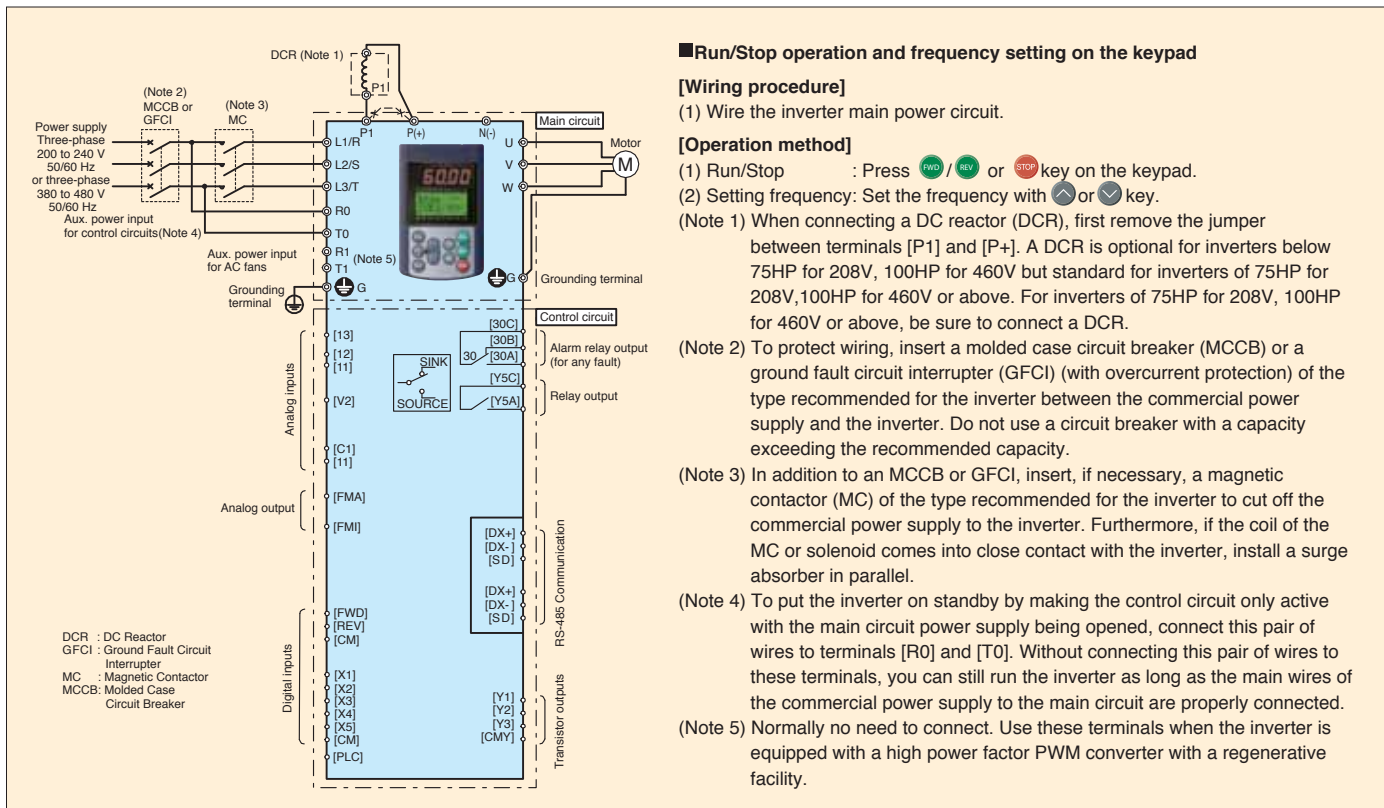 DCR (Note 1)
P1
(Note 2)
MCCB or
GFCI
(Note 3)
MC
Power supply
Three-phase
200 to 240 V
50/60 Hz
or three-phase
380 to 480 V
50/60 Hz
Aux. power input
for control circuits(Note 4)
Aux. power input
for AC fans
Grounding
terminal
P1
P(+)
N(-)
Main circuit
L1/R
L2/S
L3/T
R0
T0
R1
T1
(Note 5)
G
60.00
FWD
REV
STOP
U
V
W
Motor
M
G
Grounding terminal
Control circuit
Analog inputs
[13]
[12]
[11]
[V2]
[C1]
[11]
SINK
SOURCE
[30C]
[30B]
30
[30A]
Alarm relay output
(for any fault)
[Y5C]
[Y5A]
Relay output
Analog output
[FMA]
[FMI]
[DX+]
[DX- ]
[SD]
[DX+]
[DX- ]
[SD]
RS-485 Communication
Digital inputs
[FWD]
[REV]
[CM]
[X1]
[X2]
[X3]
[X4]
[X5]
[CM]
[PLC]
[Y1]
[Y2]
[Y3]
[CMY]
Transistor outputs
DCR : DC Reactor
GFCI : Ground Fault Circuit
Interrupter
MC : Magnetic Contactor
MCCB: Molded Case
Circuit Breaker
■Run/Stop operation and frequency setting on the keypad
[Wiring procedure]
(1) Wire the inverter main power circuit.
[Operation method]
(1) Run/Stop : Press FWD / REV or STOP key on the keypad.
(2) Setting frequency: Set the frequency with or key.
(Note 1) When connecting a DC reactor (DCR), first remove the jumper
between terminals [P1] and [P+]. A DCR is optional for inverters below
75HP for 208V, 100HP for 460V but standard for inverters of 75HP for
208V,100HP for 460V or above. For inverters of 75HP for 208V, 100HP
for 460V or above, be sure to connect a DCR.
(Note 2) To protect wiring, insert a molded case circuit breaker (MCCB) or a
ground fault circuit interrupter (GFCI) (with overcurrent protection) of the
type recommended for the inverter between the commercial power
supply and the inverter. Do not use a circuit breaker with a capacity
exceeding the recommended capacity.
(Note 3) In addition to an MCCB or GFCI, insert, if necessary, a magnetic
contactor (MC) of the type recommended for the inverter to cut off the
commercial power supply to the inverter. Furthermore, if the coil of the
MC or solenoid comes into close contact with the inverter, install a surge
absorber in parallel.
(Note 4) To put the inverter on standby by making the control circuit only active
with the main circuit power supply being opened, connect this pair of
wires to terminals [R0] and [T0]. Without connecting this pair of wires to
these terminals, you can still run the inverter as long as the main wires of
the commercial power supply to the main circuit are properly connected.
(Note 5) Normally no need to connect. Use these terminals when the inverter is
equipped with a high power factor PWM converter with a regenerative
facility.